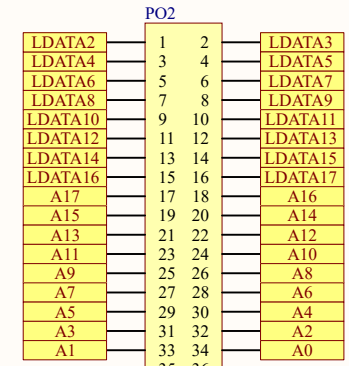 PO2
LDATA2 1 2 LDATA3
LDATA4 3 4 LDATA5
LDATA6 5 6 LDATA7
LDATA8 7 8 LDATA9
LDATA10 9 10 LDATA11
LDATA12 11 12 LDATA13
LDATA14 13 14 LDATA15
LDATA16 15 16 LDATA17
A17 17 18 A16
A15 19 20 A14
A13 21 22 A12
A11 23 24 A10
A9 25 26 A8
A7 27 28 A6
A5 29 30 A4
A3 31 32 A2
A1 33 34 A0
35 36